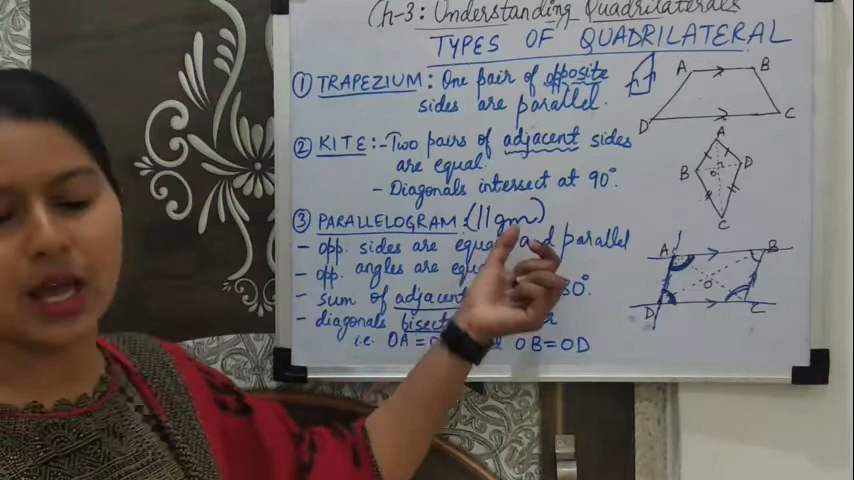 Ch-3: Understanding Quadrilaterals
TYPES OF QUADRILATERAL
① TRAPEZIUM: One pair of opposite
sides are parallel.
A B
D C
② KITE:- Two pairs of adjacent sides
are equal.
- Diagonals intersect at 90°.
A
B O D
C
③ PARALLELOGRAM:(11gm)
- opp. sides are equal and parallel
- opp. angles are
- sum of adjacent 80°.
- diagonals bisect
i.e. OA = OB = OD
A B
O
D C